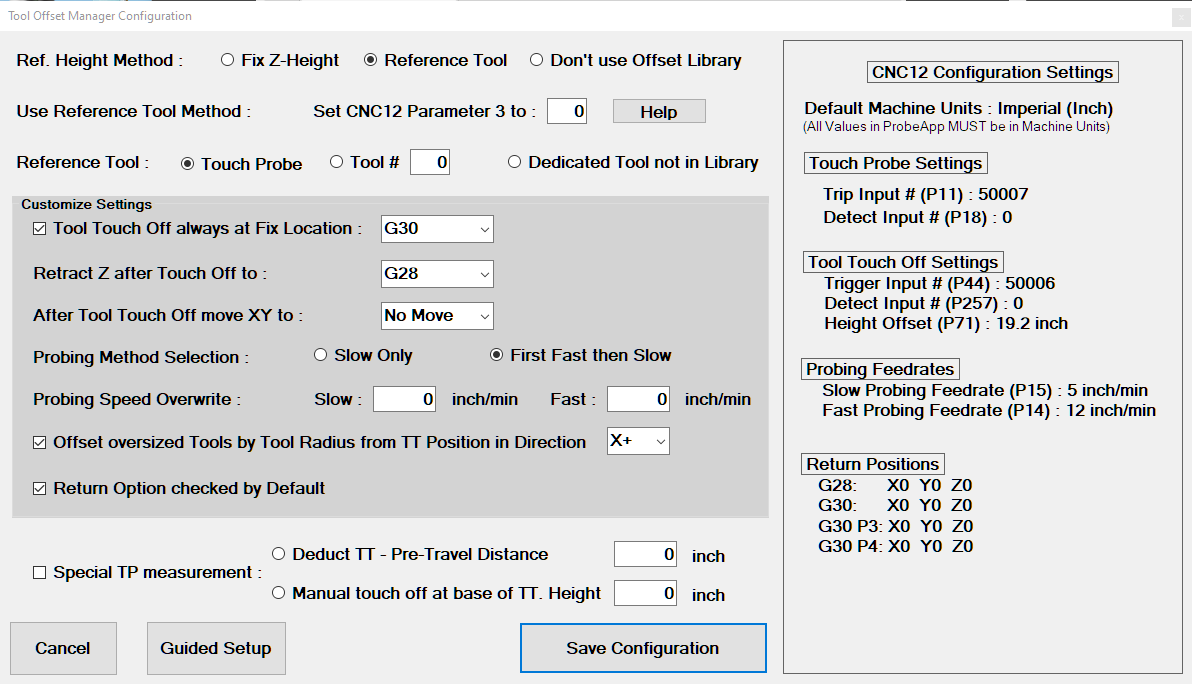 Tool Offset Manager Configuration
x
Ref. Height Method : Fix Z-Height Reference Tool Don't use Offset Library
Use Reference Tool Method : Set CNC12 Parameter 3 to : 0 Help
Reference Tool : Touch Probe Tool # 0 Dedicated Tool not in Library
Customize Settings
Tool Touch Off always at Fix Location : G30
Retract Z after Touch Off to : G28
After Tool Touch Off move XY to : No Move
Probing Method Selection : Slow Only First Fast then Slow
Probing Speed Overwrite : Slow : 0 inch/min Fast : 0 inch/min
Offset oversized Tools by Tool Radius from TT Position in Direction X+
Return Option checked by Default
Special TP measurement :
Deduct TT - Pre-Travel Distance 0 inch
Manual touch off at base of TT. Height 0 inch
Cancel Guided Setup Save Configuration
CNC12 Configuration Settings
Default Machine Units : Imperial (Inch)
(All Values in ProbeApp MUST be in Machine Units)
Touch Probe Settings
Trip Input # (P11) : 50007
Detect Input # (P18) : 0
Tool Touch Off Settings
Trigger Input # (P44) : 50006
Detect Input # (P257) : 0
Height Offset (P71) : 19.2 inch
Probing Feedrates
Slow Probing Feedrate (P15) : 5 inch/min
Fast Probing Feedrate (P14) : 12 inch/min
Return Positions
G28: X0 Y0 Z0
G30: X0 Y0 Z0
G30 P3: X0 Y0 Z0
G30 P4: X0 Y0 Z0